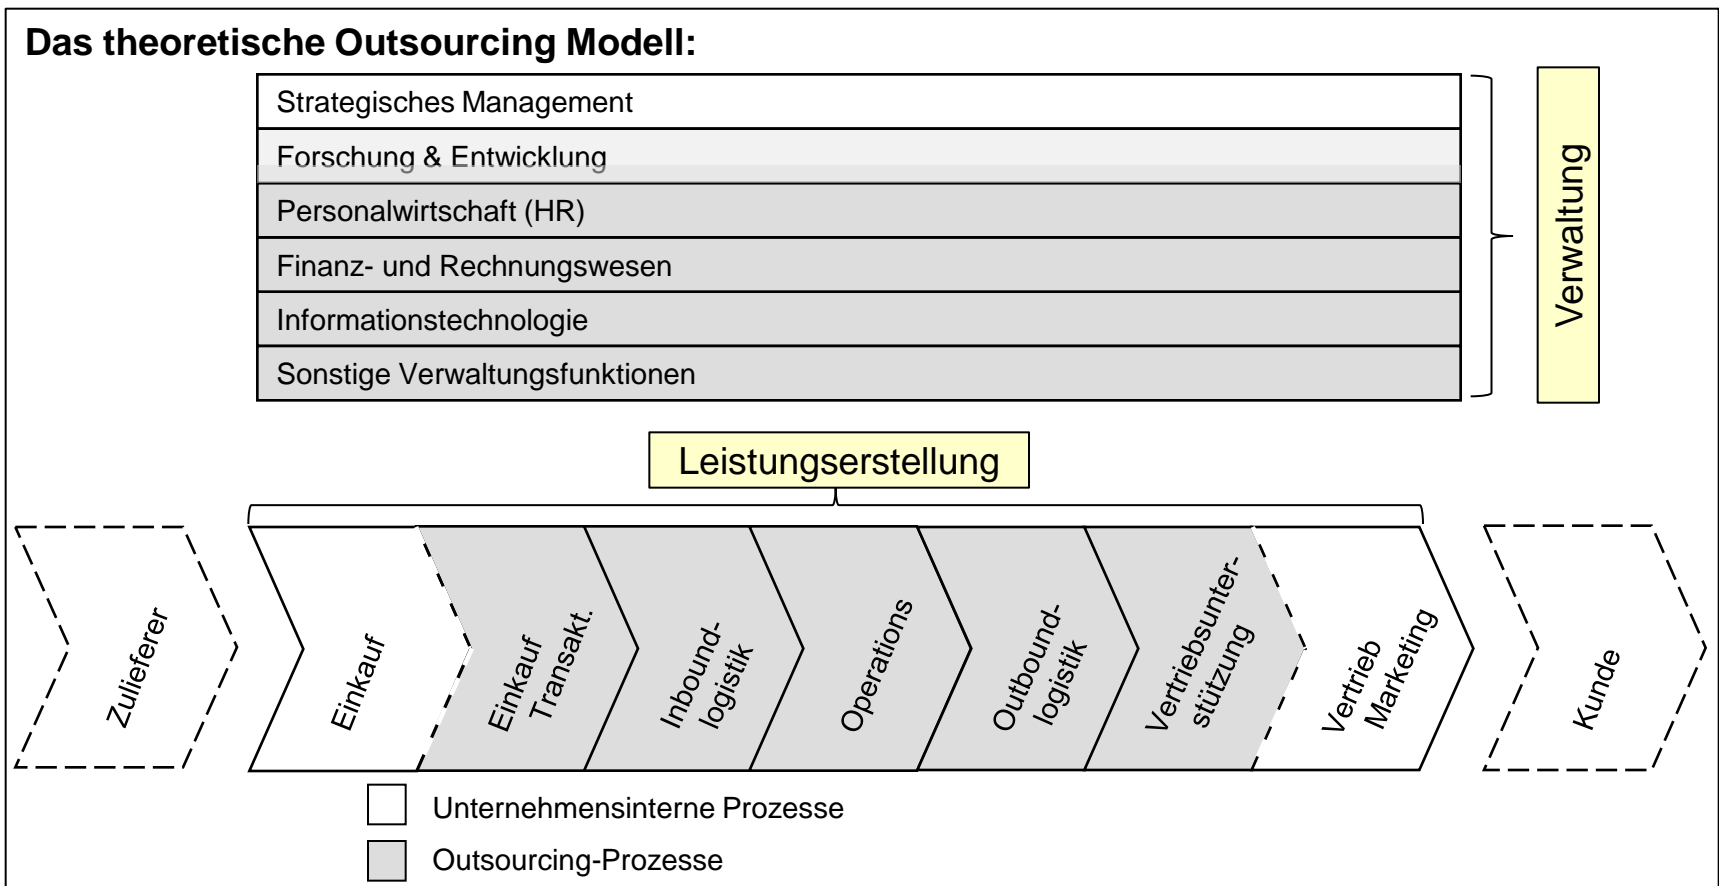 Das theoretische Outsourcing Modell:
Strategisches Management
Forschung & Entwicklung
Personalwirtschaft (HR)
Finanz- und Rechnungswesen
Informationstechnologie
Sonstige Verwaltungsfunktionen
Verwaltung
Leistungserstellung
Zulieferer
Einkauf
Einkauf
Transakt.
Inbound-
logistik
Operations
Outbound-
logistik
Vertriebsunter-
stützung
Vertrieb
Marketing
Kunde
Unternehmensinterne Prozesse
Outsourcing-Prozesse